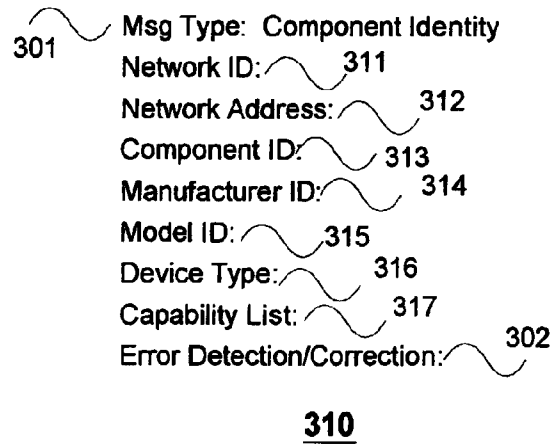 301 Msg Type: Component Identity
Network ID: 311
Network Address: 312
Component ID: 313
Manufacturer ID: 314
Model ID: 315
Device Type: 316
Capability List: 317
Error Detection/Correction: 302
310